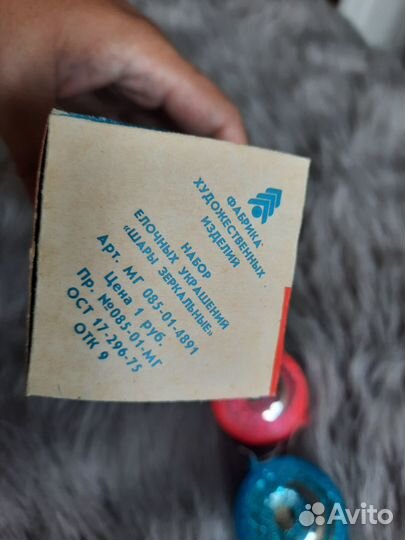 ФАБРИКА
ХУДОЖЕСТВЕННЫХ
ИЗДЕЛИЙ
НАБОР
ЕЛОЧНЫХ УКРАШЕНИЙ
«ШАРЫ ЗЕРКАЛЬНЫЕ»
Арт. МГ 085-01-4891
Цена 1 руб.
Пр. №085-01-МГ
ОСТ 17-296-75
ОТК 9
Avito